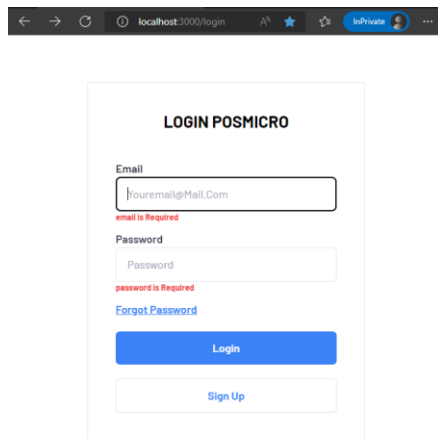 localhost:3000/login
InPrivate
LOGIN POSMICRO
Email
Youremail@Mail.Com
email is Required
Password
Password
password is Required
Forgot Password
Login
Sign Up